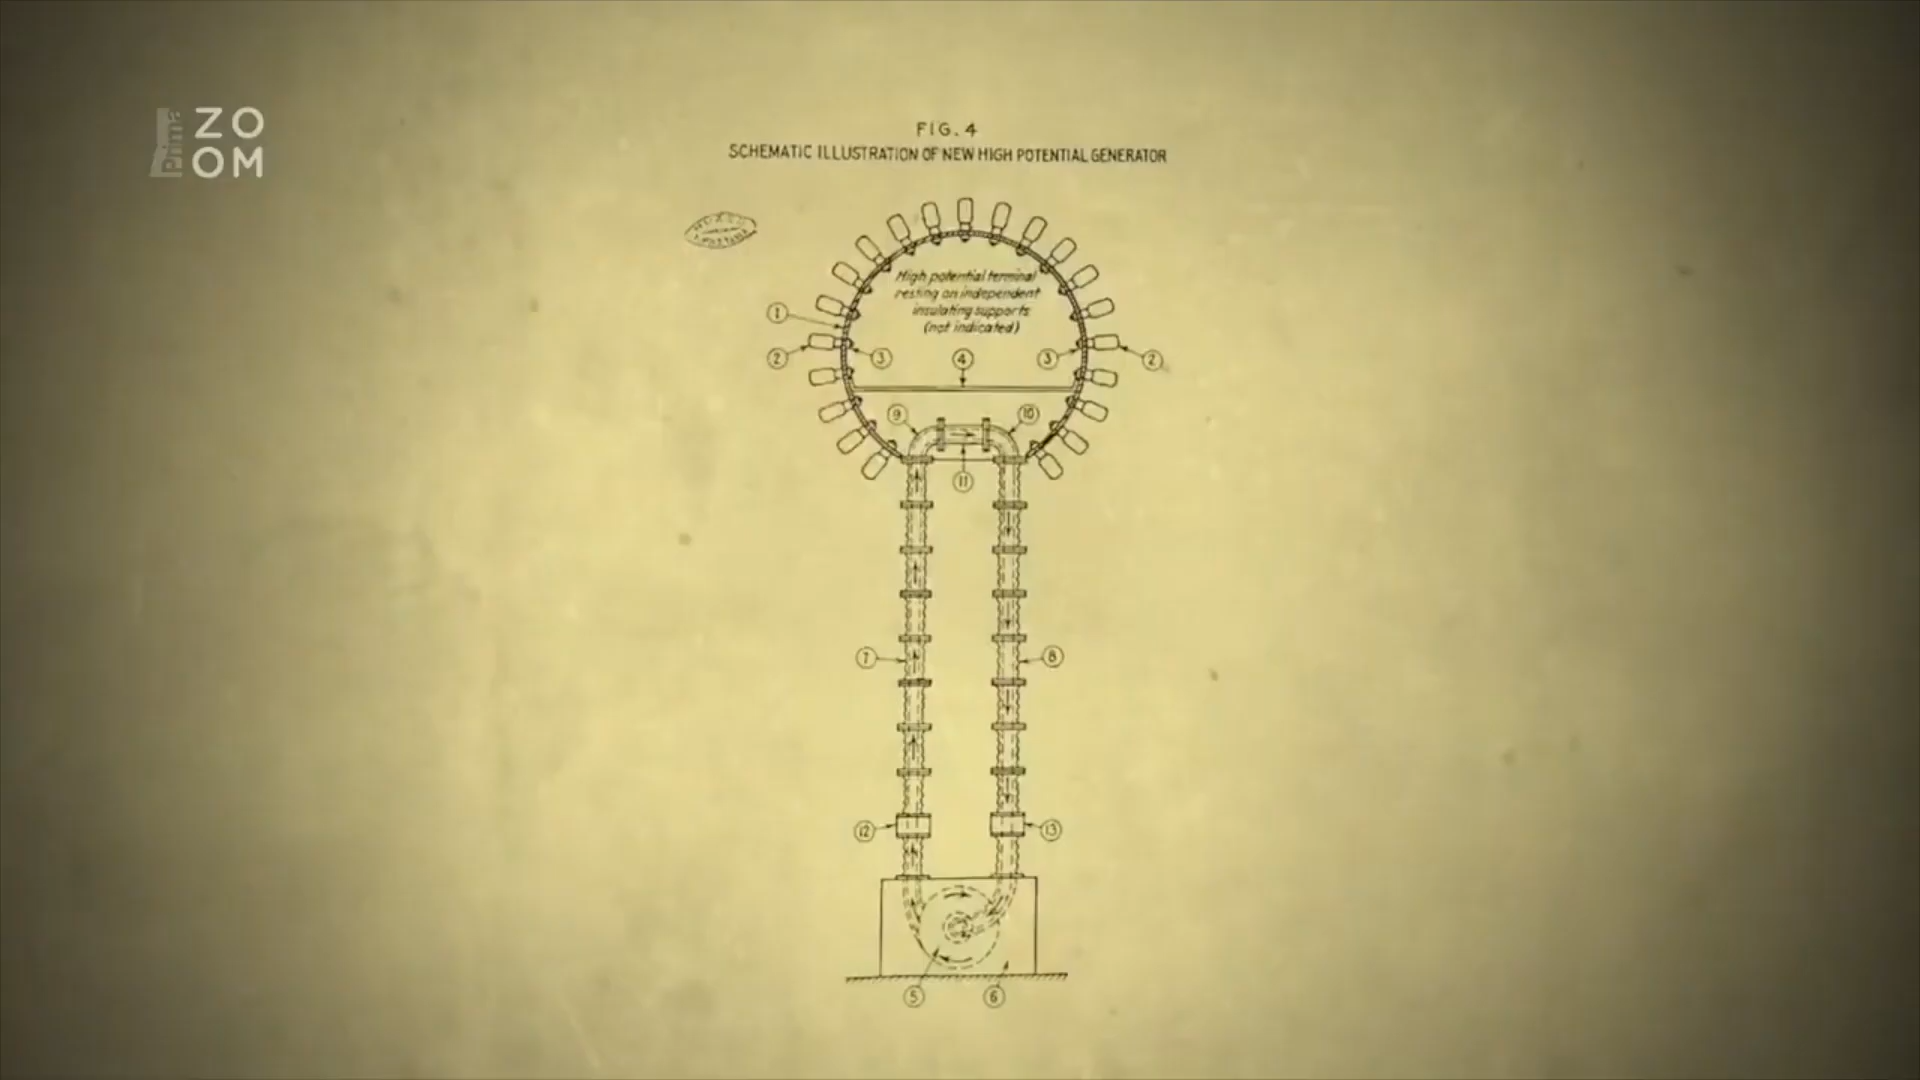 Prima
ZO
OM
FIG. 4
SCHEMATIC ILLUSTRATION OF NEW HIGH POTENTIAL GENERATOR
High potential terminal
resting on independent
insulating supports
(not indicated)
1
2
3
4
3
2
9
10
11
7
8
12
13
5
6